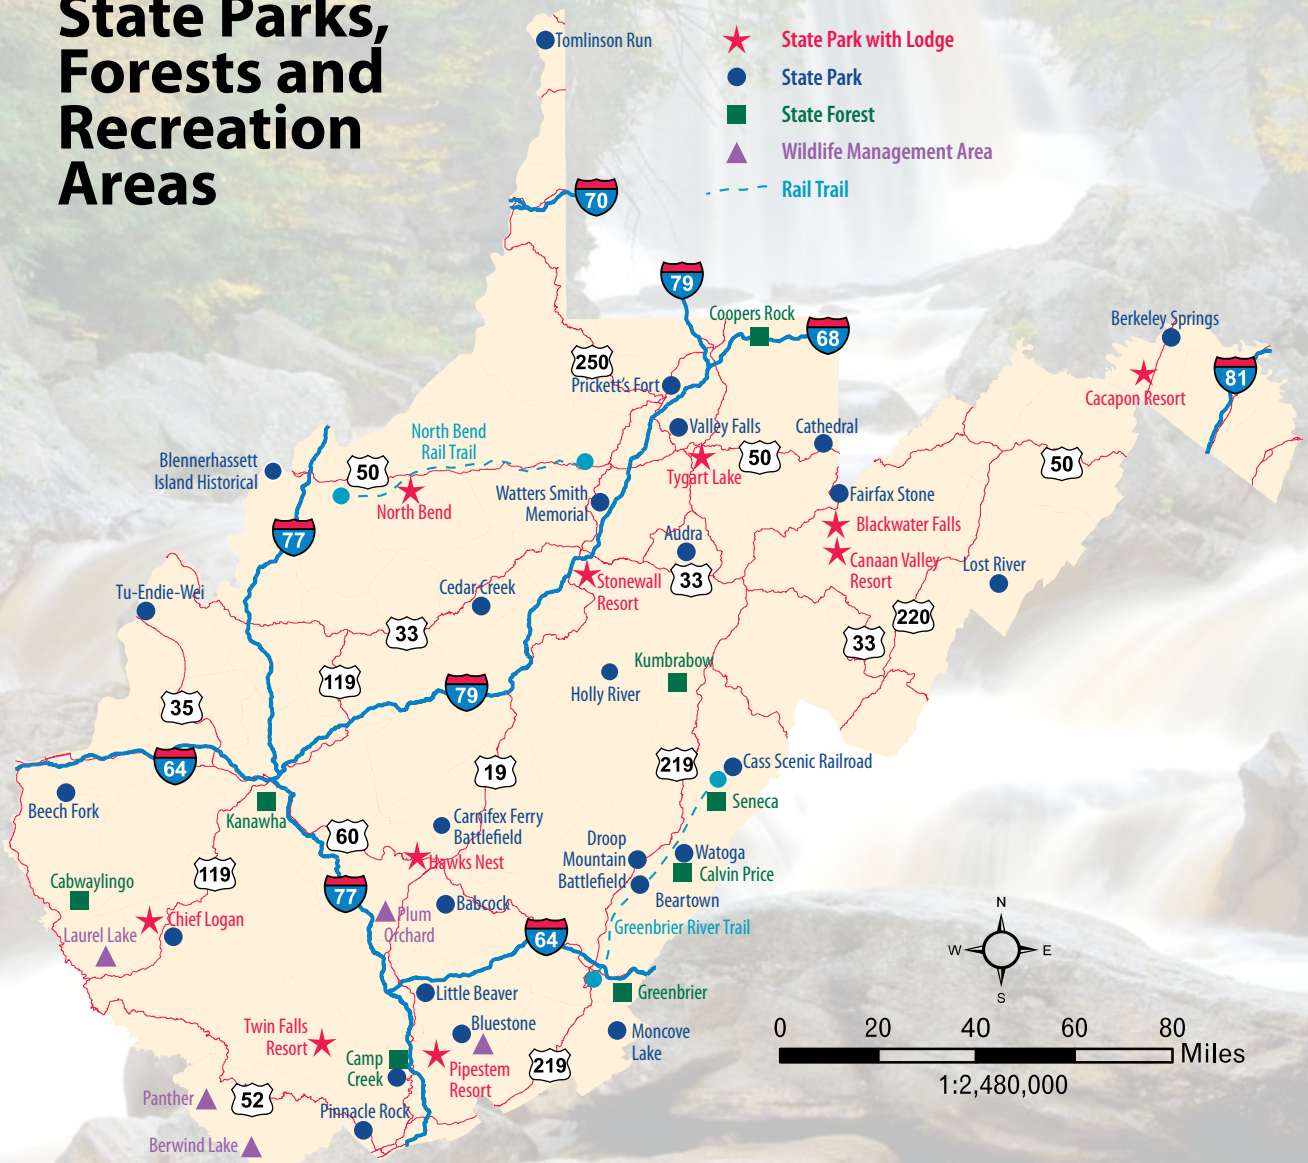 State Parks,
Forests and
Recreation
Areas
State Park with Lodge
State Park
State Forest
Wildlife Management Area
Rail Trail
Tomlinson Run
70
79
Coopers Rock
68
Berkeley Springs
81
Cacapon Resort
250
Prickett's Fort
Valley Falls
Cathedral
North Bend
Rail Trail
50
Tygart Lake
50
50
Blennerhassett
Island Historical
North Bend
Watters Smith
Memorial
Fairfax Stone
Blackwater Falls
77
Audra
Canaan Valley
Resort
Lost River
Tu-Endie-Wei
Cedar Creek
Stonewall
Resort
33
220
33
33
119
Kumbrabow
Holly River
79
35
64
19
219
Cass Scenic Railroad
Beech Fork
Kanawha
Seneca
Carnifex Ferry
Battlefield
60
Hawks Nest
Droop
Mountain
Battlefield
Watoga
Calvin Price
119
77
Cabwaylingo
Babcock
Beartown
Chief Logan
Plum
Orchard
Laurel Lake
64
Greenbrier River Trail
N
W
E
S
Little Beaver
Greenbrier
Twin Falls
Resort
Bluestone
Moncove
Lake
Camp
Creek
Pipestem
Resort
219
0
20
40
60
80
Miles
1:2,480,000
Panther
52
Pinnacle Rock
Berwind Lake